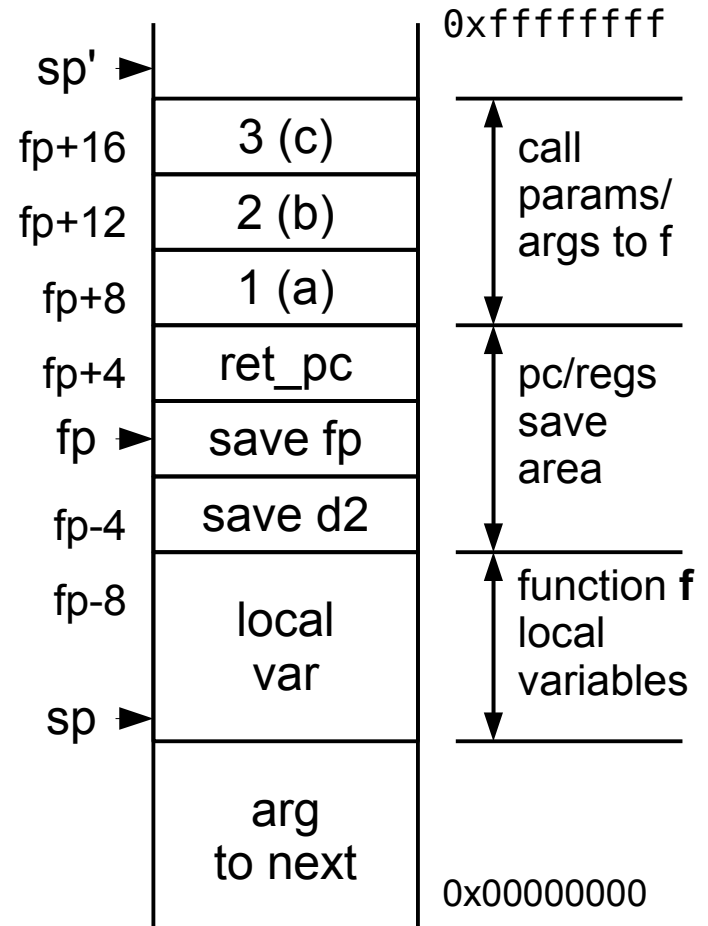 0xffffffff
sp'
fp+16
3 (c)
call
params/
args to f
fp+12
2 (b)
fp+8
1 (a)
fp+4
ret_pc
pc/regs
save
area
fp
save fp
fp-4
save d2
fp-8
local
var
function f
local
variables
sp
arg
to next
0x00000000